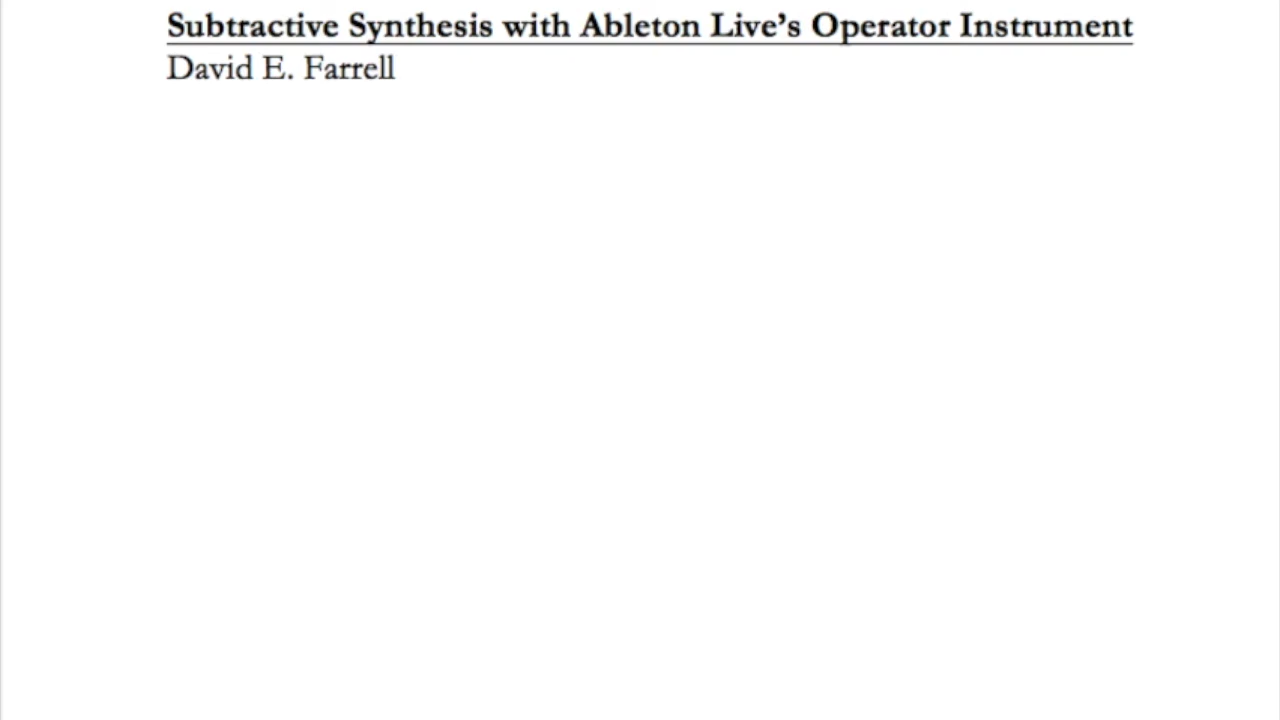 Subtractive Synthesis with Ableton Live’s Operator Instrument
David E. Farrell